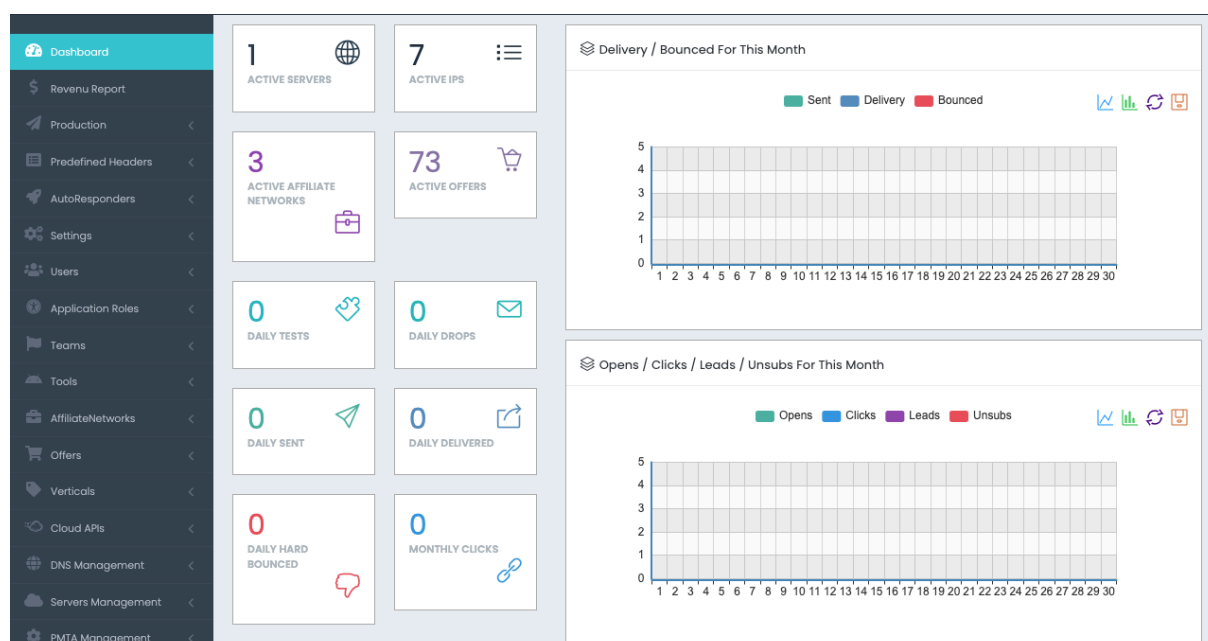 Dashboard
Revenu Report
Production
Predefined Headers
AutoResponders
Settings
Users
Application Roles
Teams
Tools
AffiliateNetworks
Offers
Verticals
Cloud APIs
DNS Management
Servers Management
PMTA Management
1
ACTIVE SERVERS
7
ACTIVE IPS
3
ACTIVE AFFILIATE
NETWORKS
73
ACTIVE OFFERS
0
DAILY TESTS
0
DAILY DROPS
0
DAILY SENT
0
DAILY DELIVERED
0
DAILY HARD
BOUNCED
0
MONTHLY CLICKS
Delivery / Bounced For This Month
Sent Delivery Bounced
5
4
3
2
1
0
1 2 3 4 5 6 7 8 9 10 11 12 13 14 15 16 17 18 19 20 21 22 23 24 25 26 27 28 29 30
Opens / Clicks / Leads / Unsubs For This Month
Opens Clicks Leads Unsubs
5
4
3
2
1
0
1 2 3 4 5 6 7 8 9 10 11 12 13 14 15 16 17 18 19 20 21 22 23 24 25 26 27 28 29 30